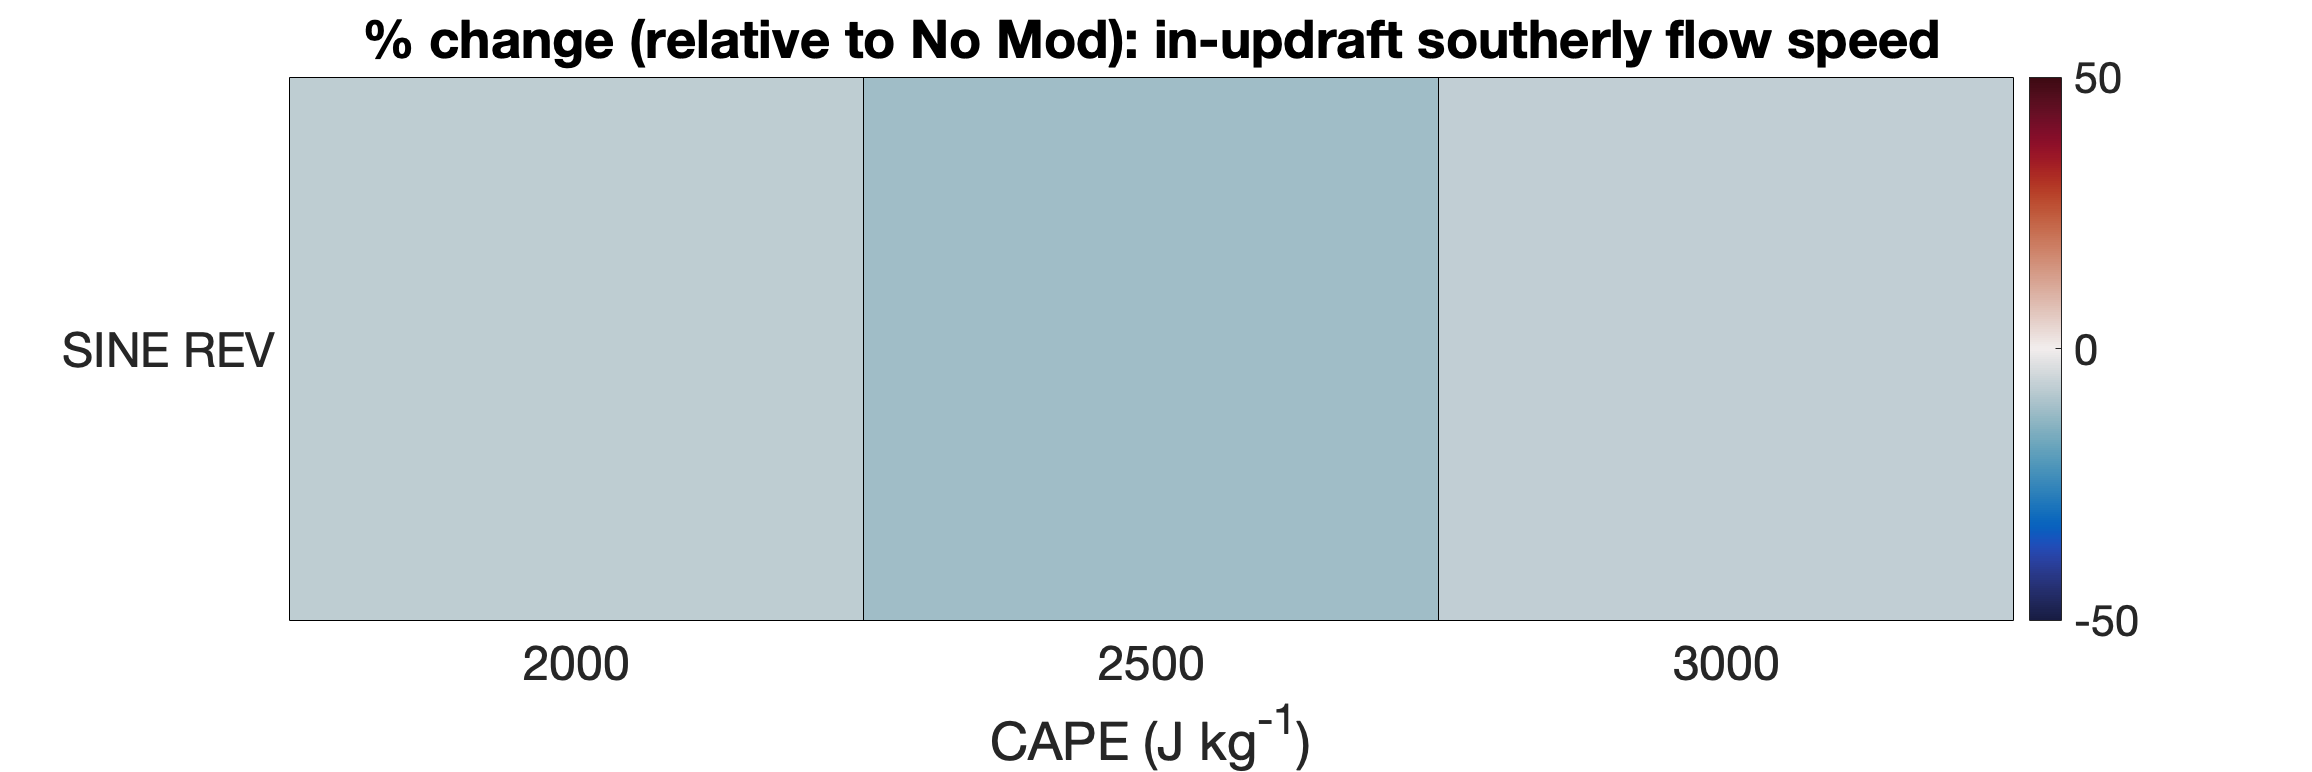 % change (relative to No Mod): in-updraft southerly flow speed
50
SINE REV
0
-50
2000 2500 3000
CAPE (J kg⁻¹)